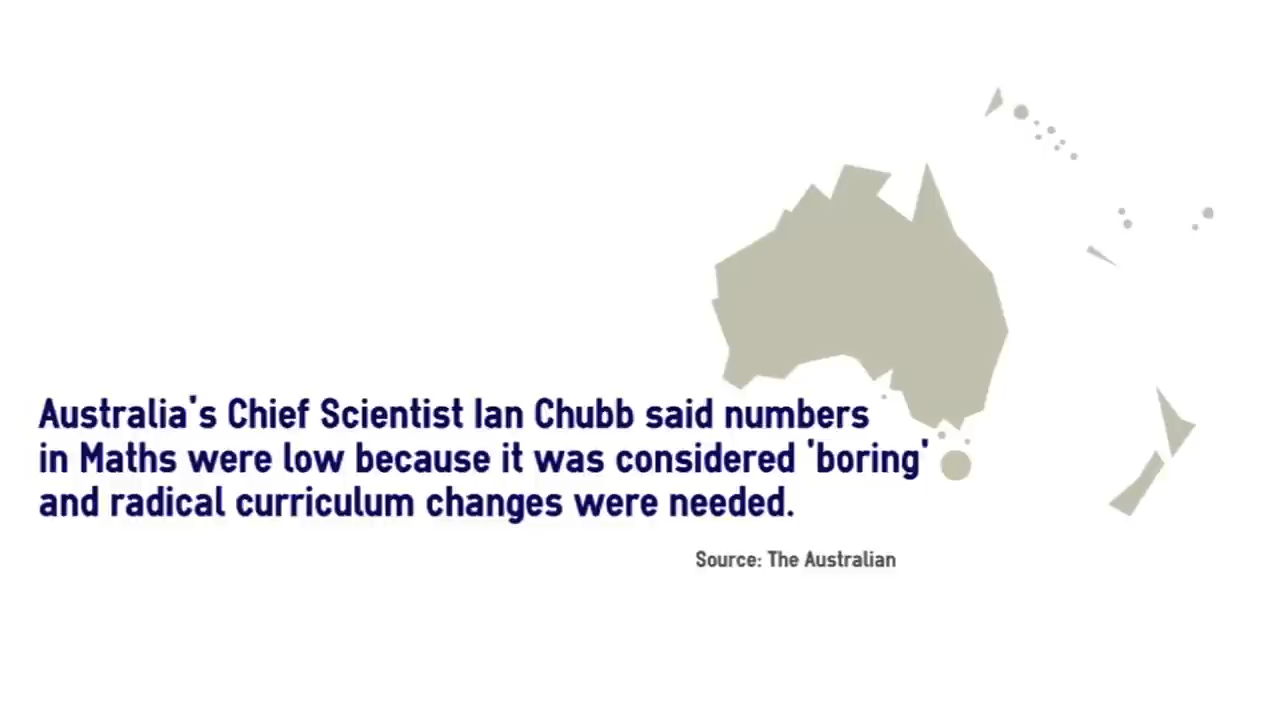 Australia's Chief Scientist Ian Chubb said numbers
in Maths were low because it was considered 'boring'
and radical curriculum changes were needed.
Source: The Australian